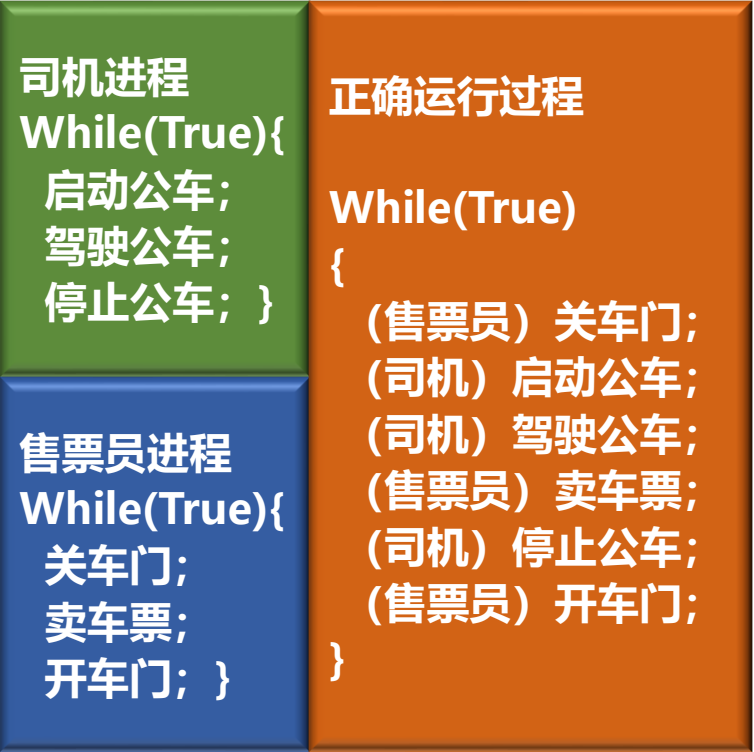 司机进程
While(True){
启动公车;
驾驶公车;
停止公车; }
售票员进程
While(True){
关车门;
卖车票;
开车门; }
正确运行过程
While(True)
{
（售票员）关车门;
（司机）启动公车;
（司机）驾驶公车;
（售票员）卖车票;
（司机）停止公车;
（售票员）开车门;
}